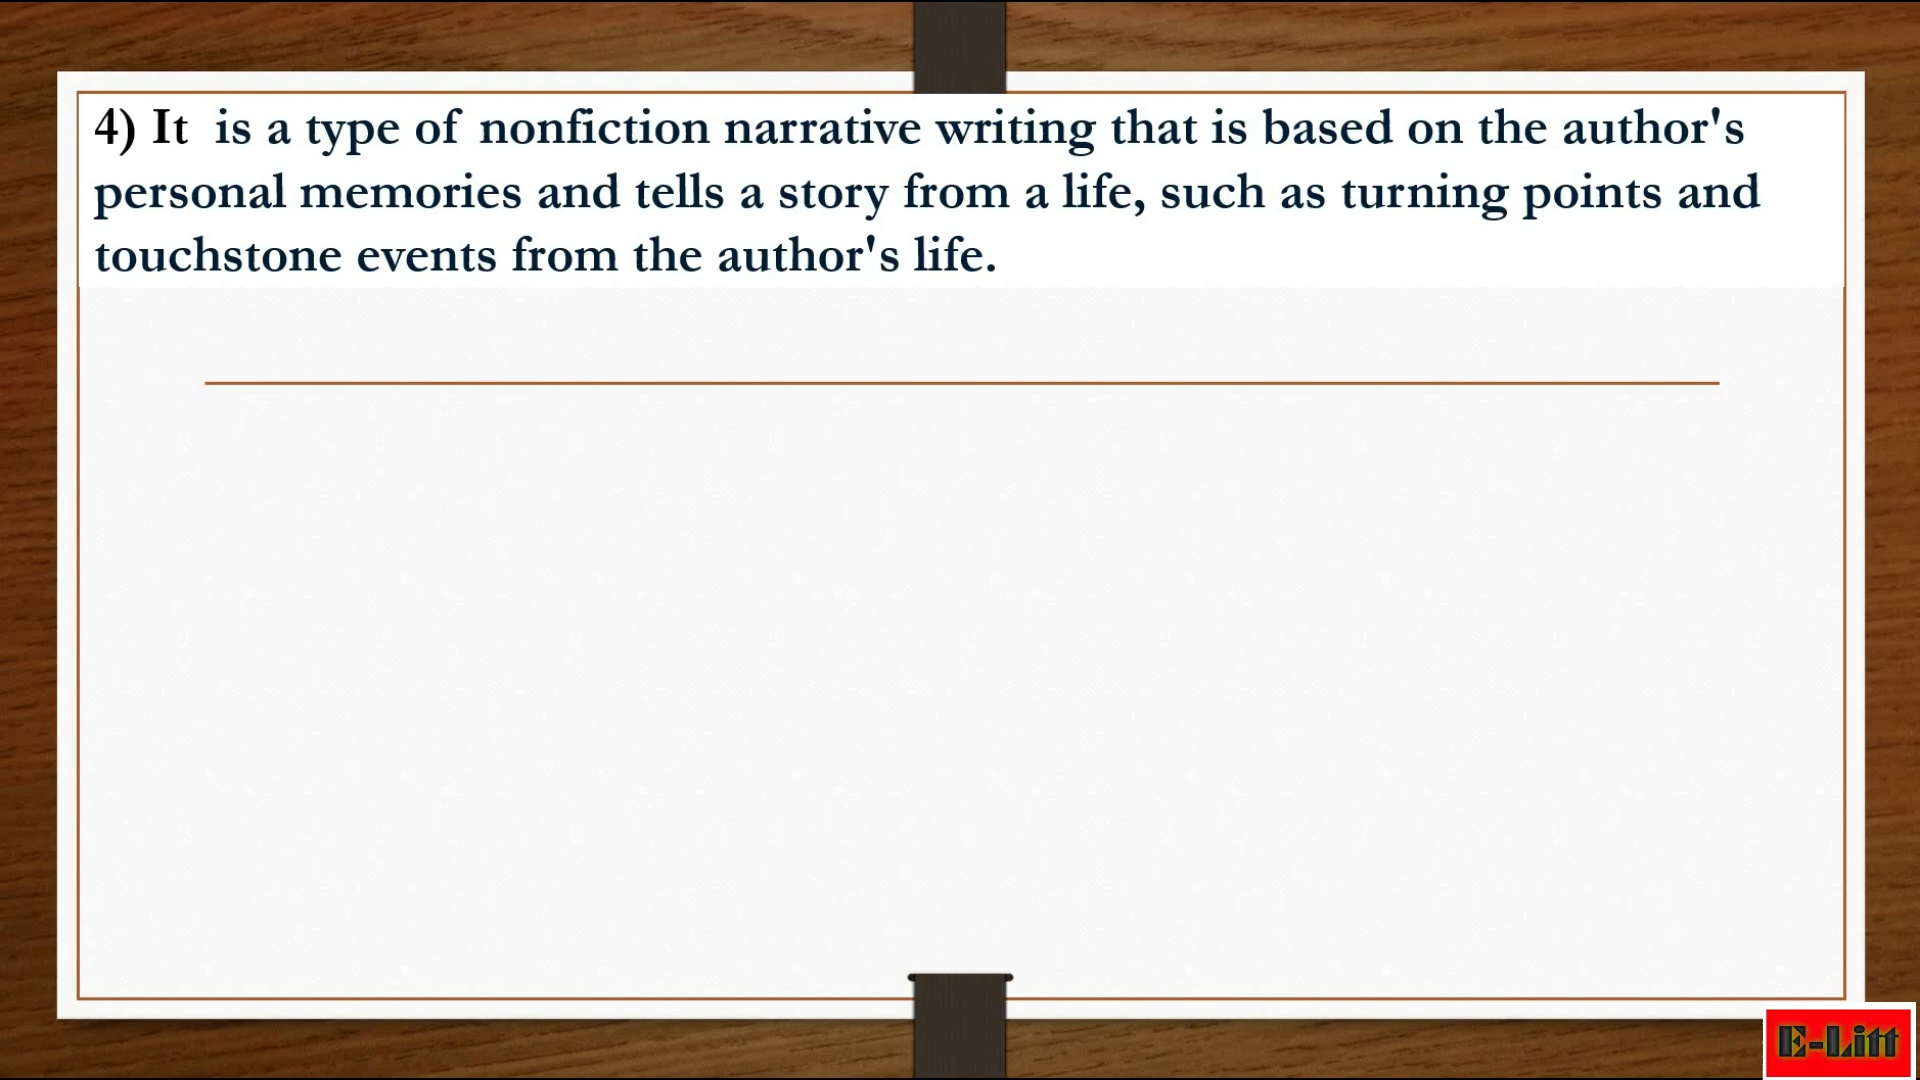 4) It is a type of nonfiction narrative writing that is based on the author's
personal memories and tells a story from a life, such as turning points and
touchstone events from the author's life.
E-Litt